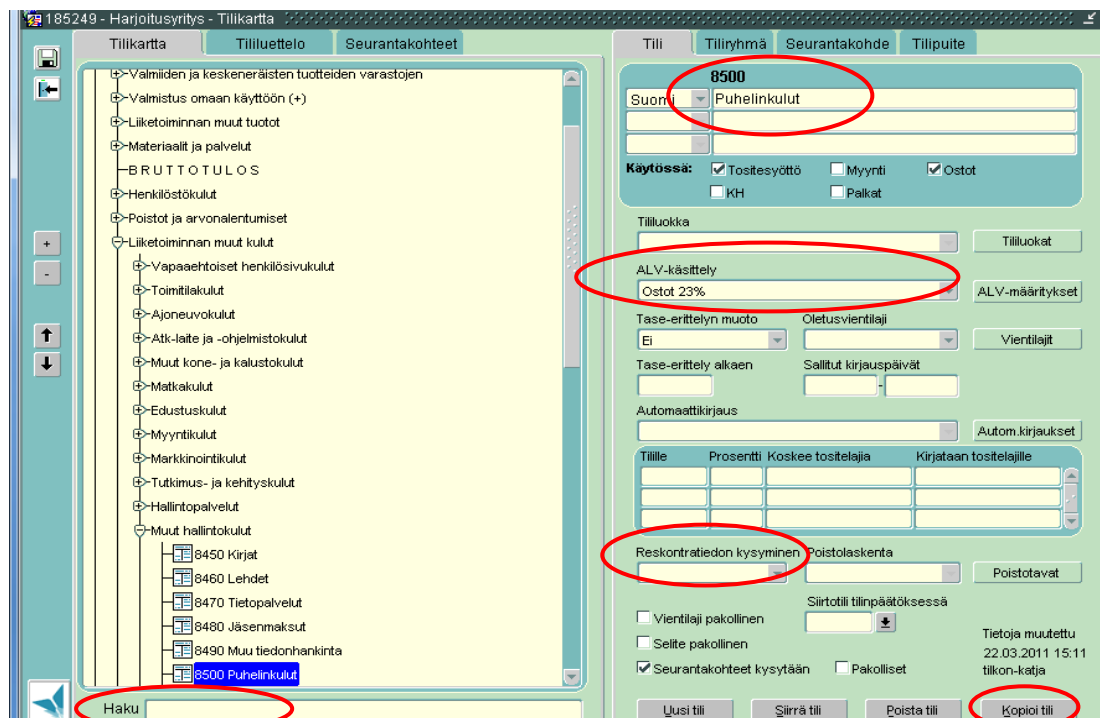 185249 - Harjoitusyritys - Tilikartta
Tilikartta
Tililuettelo
Seurantakohteet
Valmiiden ja keskeneräisten tuotteiden varastojen
Valmistus omaan käyttöön (+)
Liiketoiminnan muut tuotot
Materiaalit ja palvelut
B R U T T O T U L O S
Henkilöstökulut
Poistot ja arvonalentumiset
Liiketoiminnan muut kulut
Vapaaehtoiset henkilösivukulut
Toimitilakulut
Ajoneuvokulut
Atk-laite ja -ohjelmistokulut
Muut kone- ja kalustokulut
Matkakulut
Edustuskulut
Myyntikulut
Markkinointikulut
Tutkimus- ja kehityskulut
Hallintopalvelut
Muut hallintokulut
8450 Kirjat
8460 Lehdet
8470 Tietopalvelut
8480 Jäsenmaksut
8490 Muu tiedonhankinta
8500 Puhelinkulut
+
-
Haku
Tili
Tiliryhmä
Seurantakohde
Tilipuite
8500
Suomi
Puhelinkulut
Käytössä:
Tositesyöttö
Myynti
Ostot
KH
Palkat
Tililuokka
Tililuokat
ALV-käsittely
Ostot 23%
ALV-määritykset
Tase-erittelyn muoto
Oletusvientilaji
Ei
Vientilajit
Tase-erittely alkaen
Sallitut kirjauspäivät
-
Automaattikirjaus
Autom.kirjaukset
Tilille
Prosentti
Koskee tositelajia
Kirjataan tositelajille
Reskontratiedon kysyminen
Poistolaskenta
Poistotavat
Siirtotili tilinpäätöksessä
Vientilaji pakollinen
Selite pakollinen
Seurantakohteet kysytään
Pakolliset
Tietoja muutettu
22.03.2011 15:11
tilkon-katja
Uusi tili
Siirrä tili
Poista tili
Kopioi tili